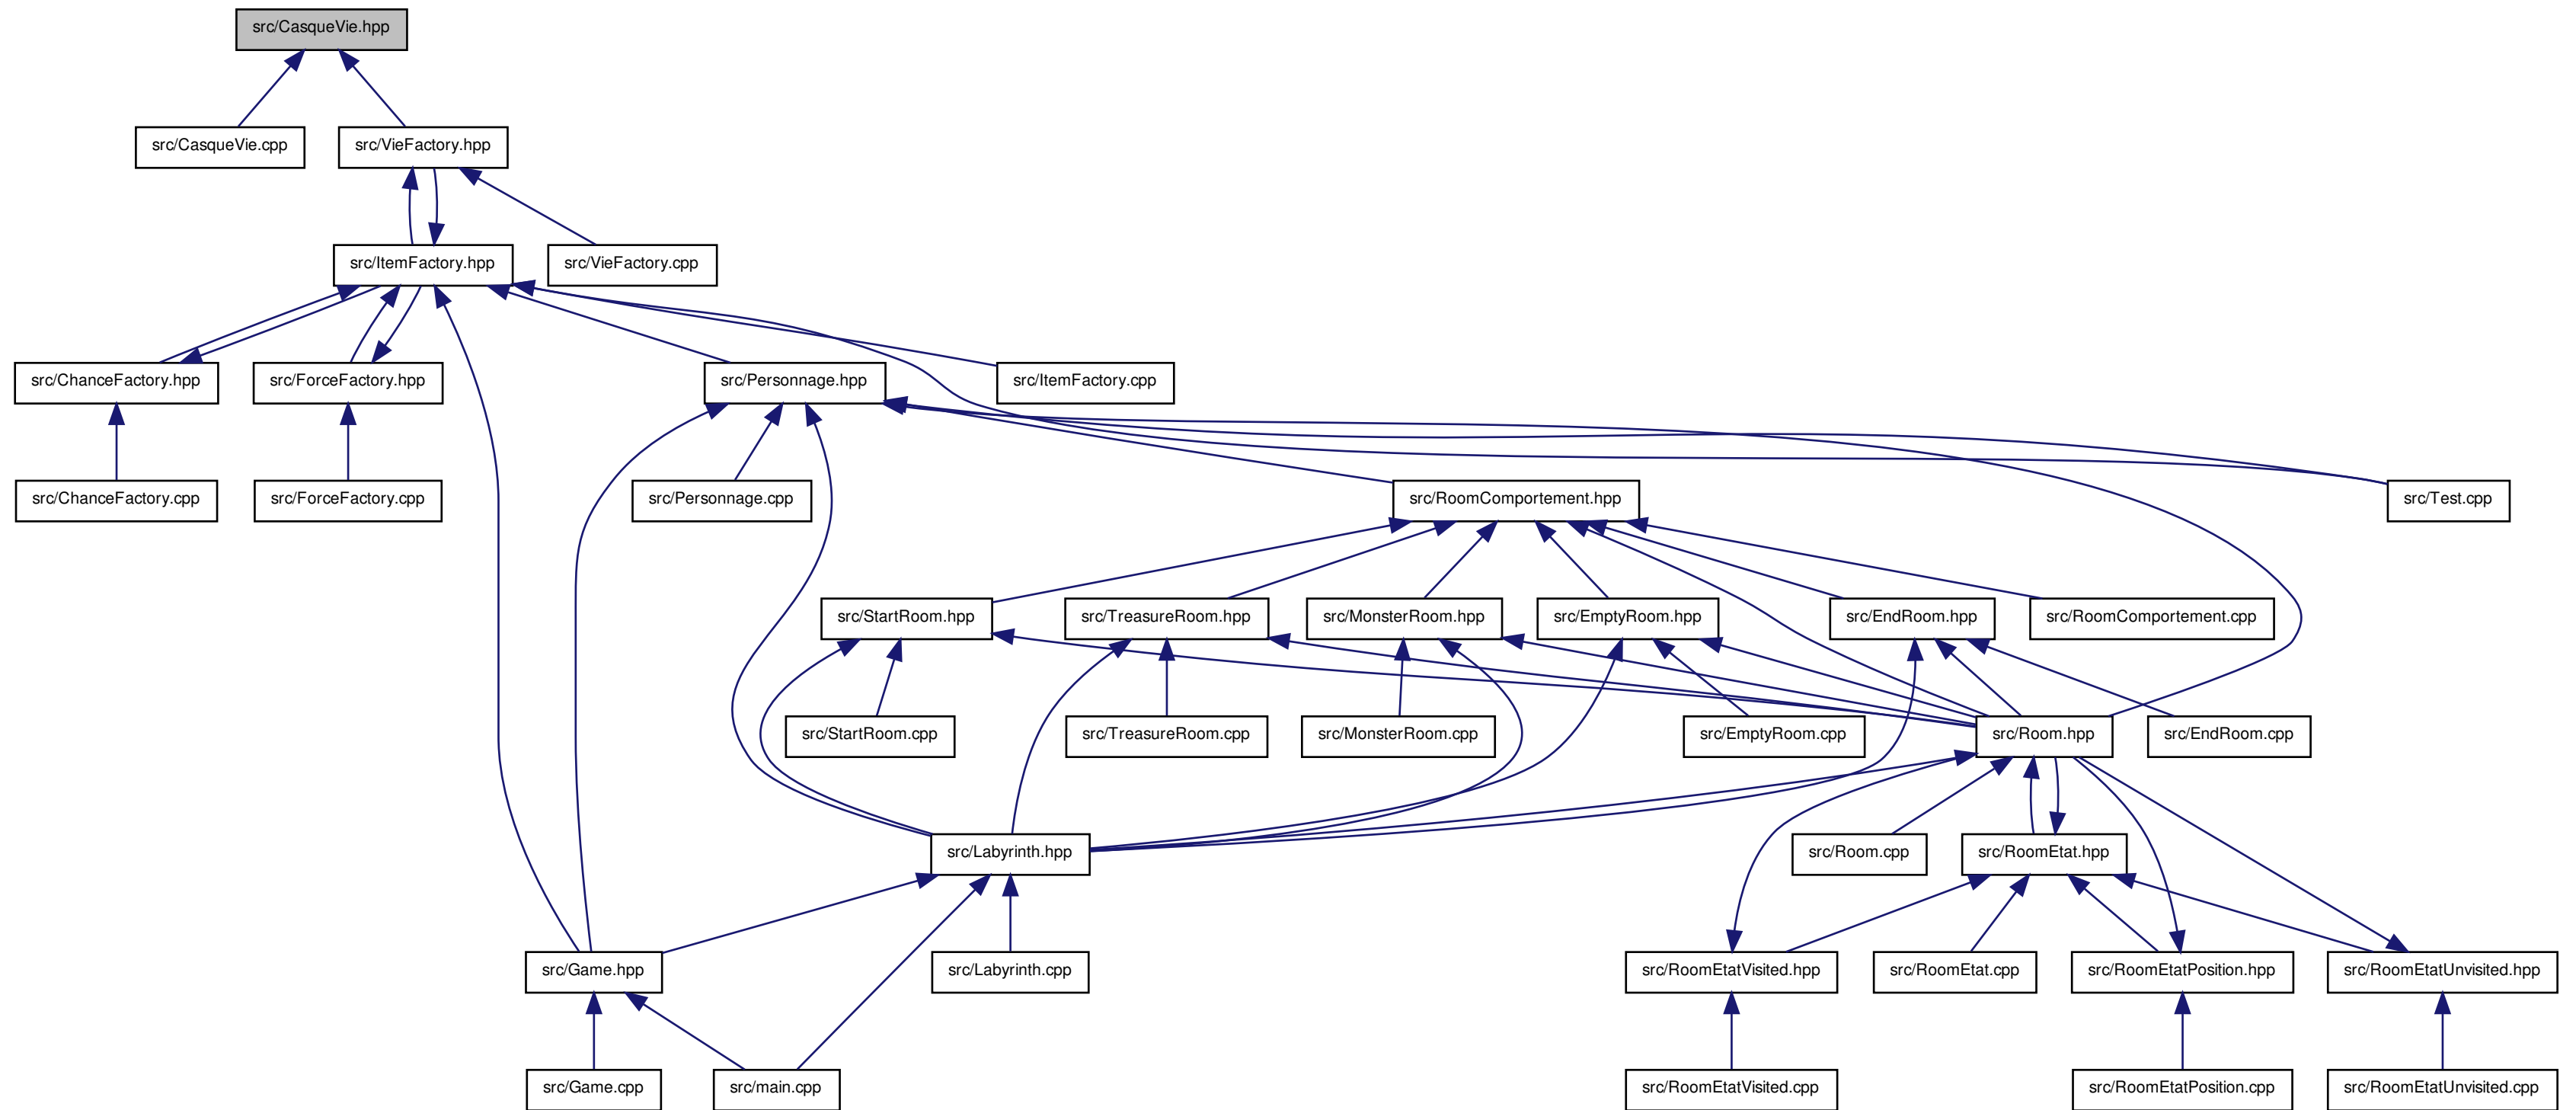 src/CasqueVie.hpp
src/CasqueVie.cpp
src/VieFactory.hpp
src/ItemFactory.hpp
src/VieFactory.cpp
src/ChanceFactory.hpp
src/ForceFactory.hpp
src/Personnage.hpp
src/ItemFactory.cpp
src/ChanceFactory.cpp
src/ForceFactory.cpp
src/Personnage.cpp
src/RoomComportement.hpp
src/Test.cpp
src/StartRoom.hpp
src/TreasureRoom.hpp
src/MonsterRoom.hpp
src/EmptyRoom.hpp
src/EndRoom.hpp
src/RoomComportement.cpp
src/StartRoom.cpp
src/TreasureRoom.cpp
src/MonsterRoom.cpp
src/EmptyRoom.cpp
src/Room.hpp
src/EndRoom.cpp
src/Labyrinth.hpp
src/Room.cpp
src/RoomEtat.hpp
src/Game.hpp
src/Labyrinth.cpp
src/RoomEtatVisited.hpp
src/RoomEtat.cpp
src/RoomEtatPosition.hpp
src/RoomEtatUnvisited.hpp
src/Game.cpp
src/main.cpp
src/RoomEtatVisited.cpp
src/RoomEtatPosition.cpp
src/RoomEtatUnvisited.cpp